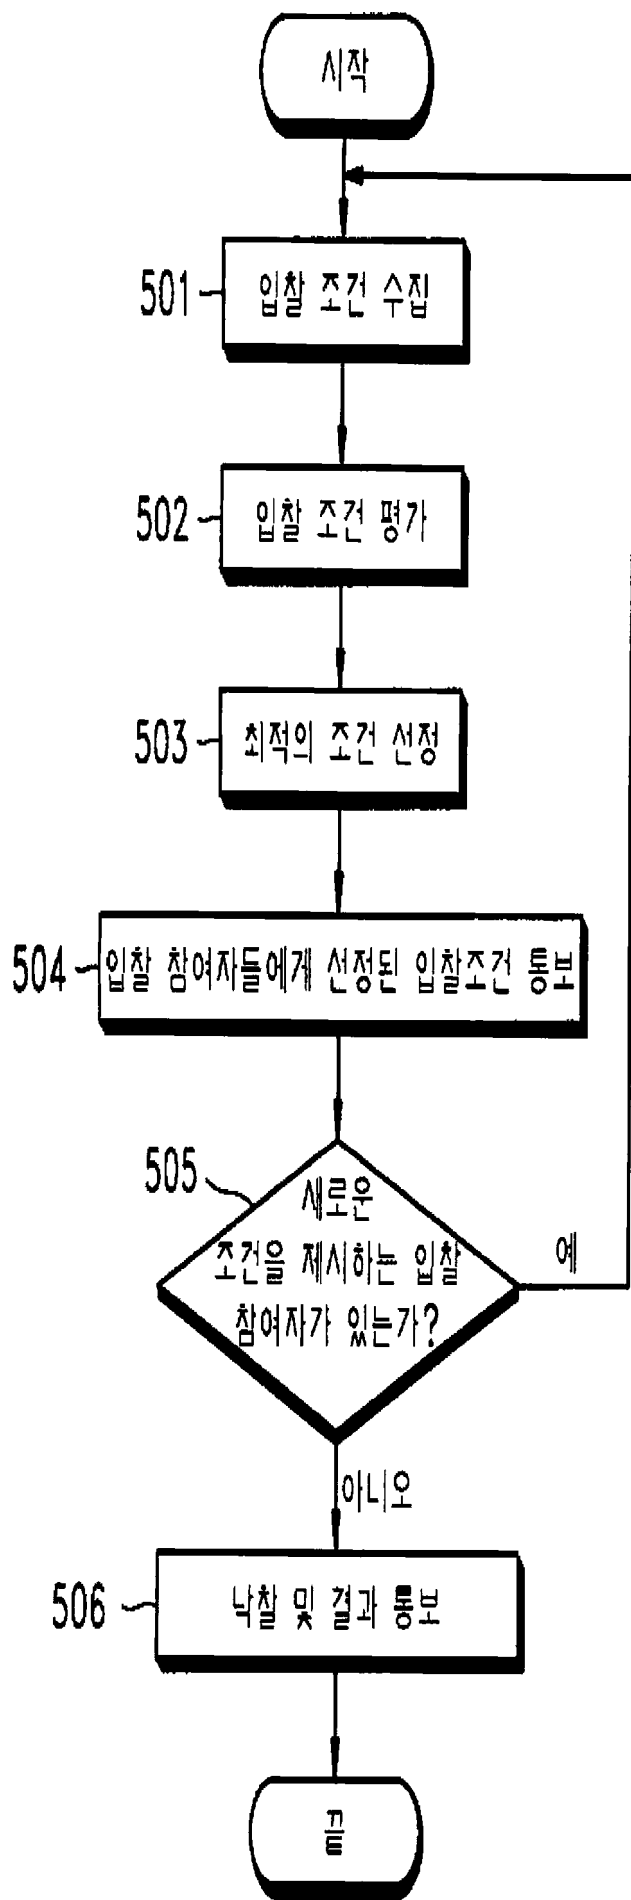 시작
501
입찰 조건 수집
502
입찰 조건 평가
503
최적의 조건 선정
504
입찰 참여자들에게 선정된 입찰조건 통보
505
새로운
조건을 제시하는 입찰
참여자가 있는가?
예
아니오
506
낙찰 및 결과 통보
끝